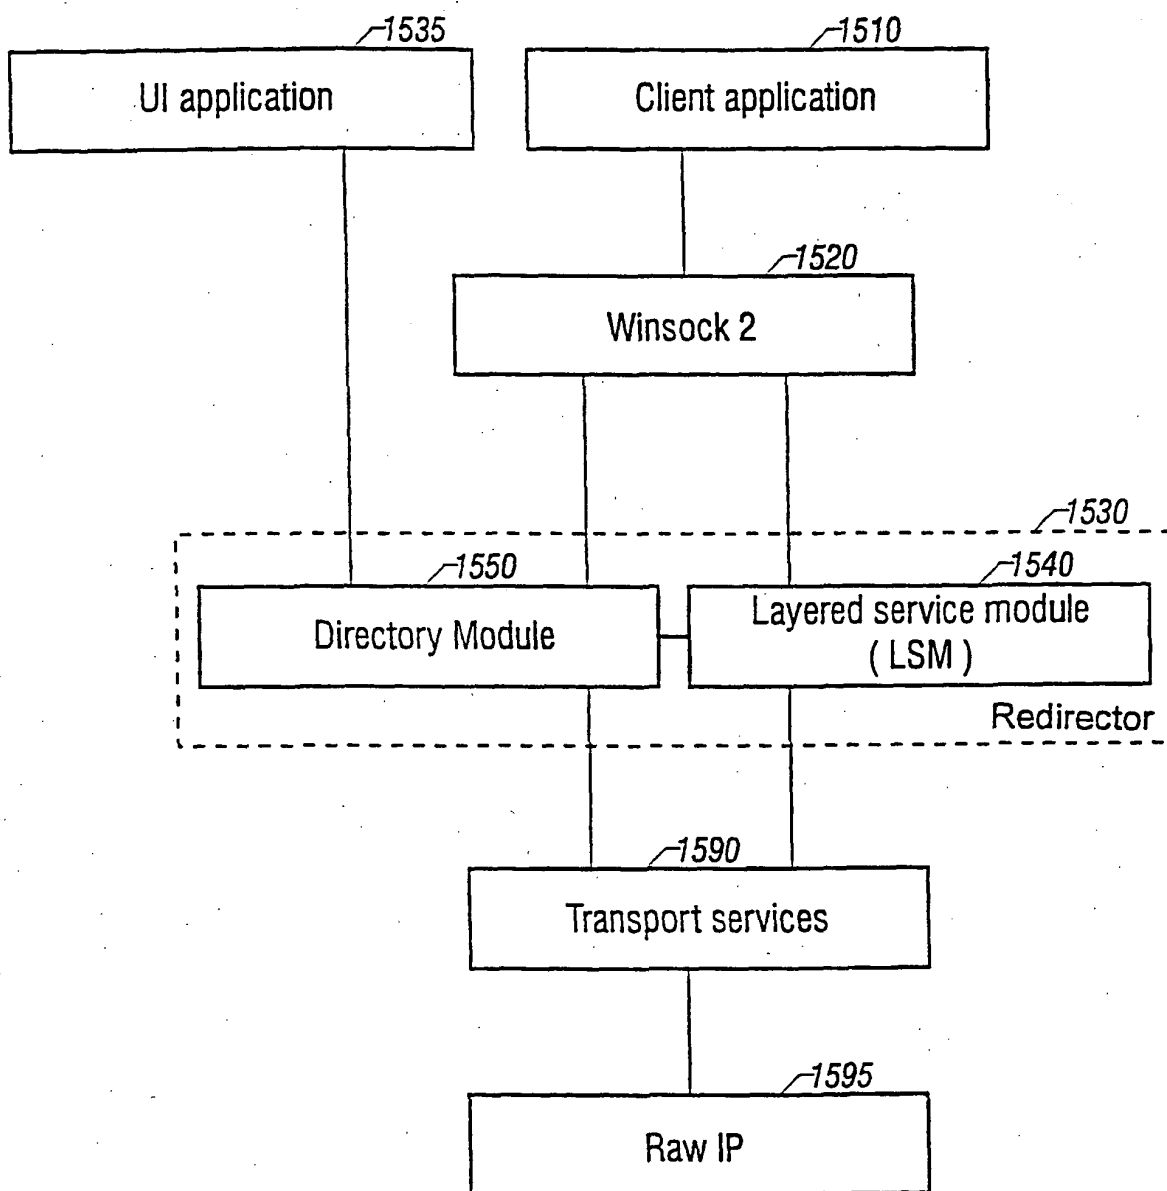 1535
1510
UI application
Client application
1520
Winsock 2
1530
1550
1540
Directory Module
Layered service module
( LSM )
Redirector
1590
Transport services
1595
Raw IP